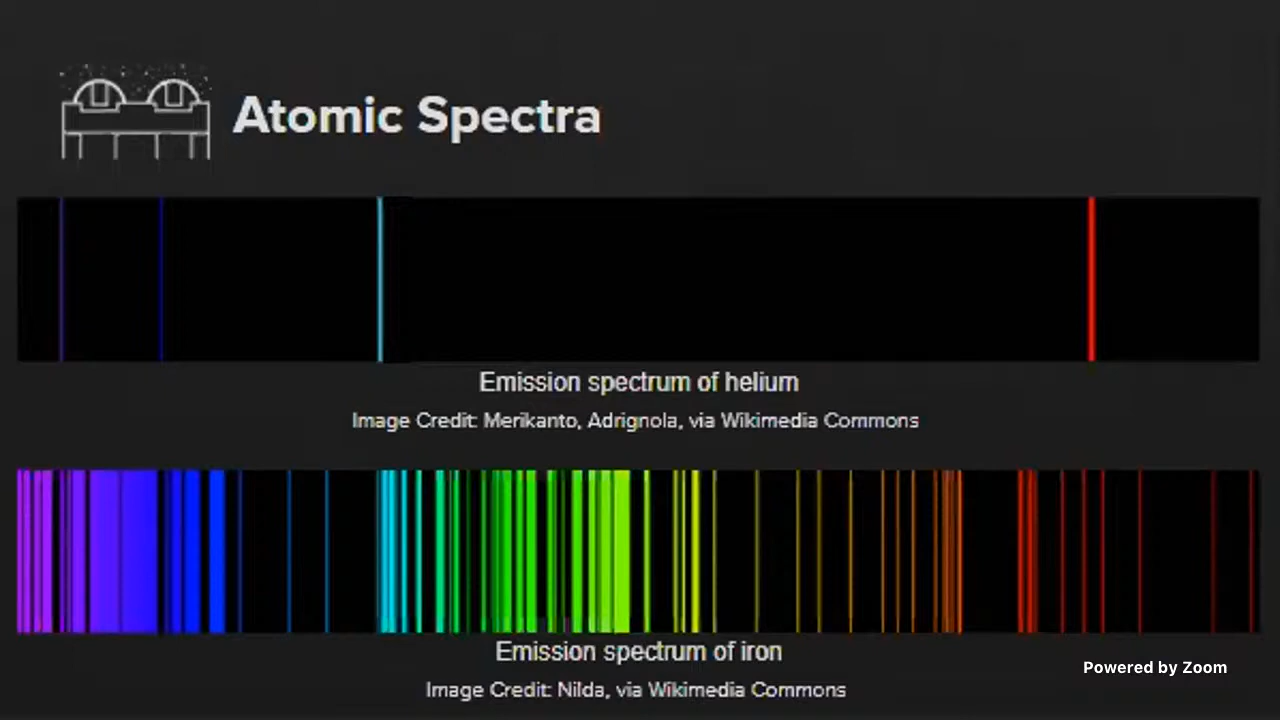 Atomic Spectra
Emission spectrum of helium
Image Credit: Merikanto, Adrignola, via Wikimedia Commons
Emission spectrum of iron
Powered by Zoom
Image Credit: Nilda, via Wikimedia Commons